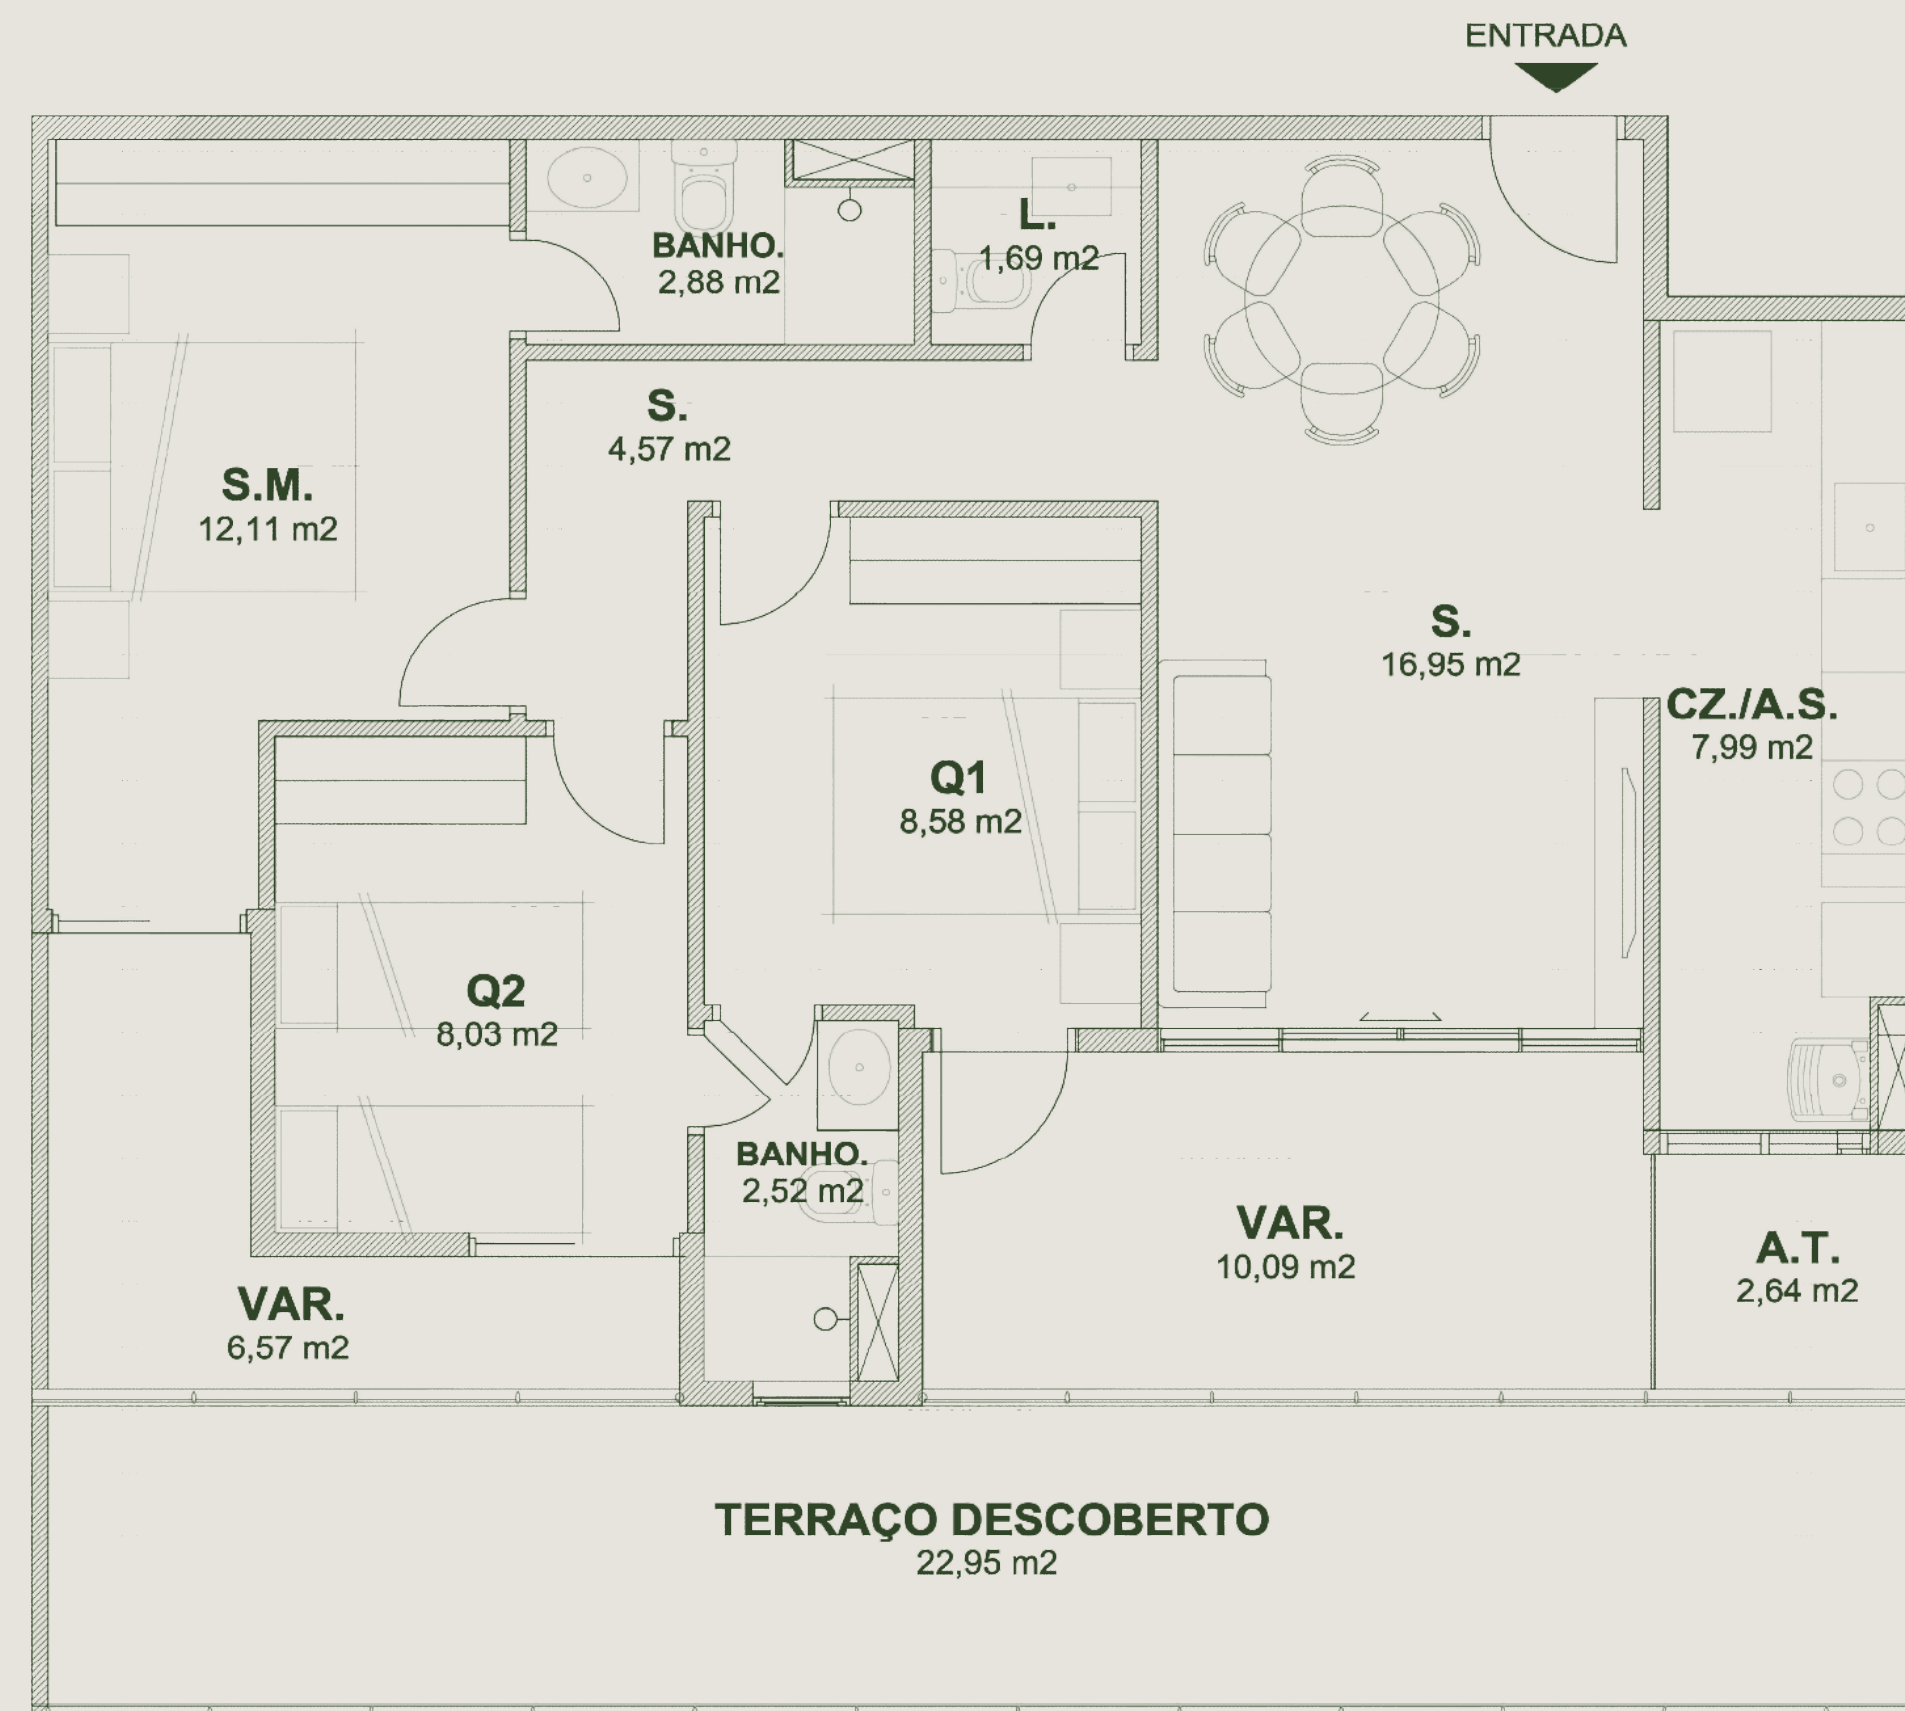 ENTRADA
BANHO.
2,88 m2
L.
1,69 m2
S.
4,57 m2
S.M.
12,11 m2
S.
16,95 m2
CZ./A.S.
7,99 m2
Q1
8,58 m2
Q2
8,03 m2
BANHO.
2,52 m2
VAR.
10,09 m2
A.T.
2,64 m2
VAR.
6,57 m2
TERRAÇO DESCOBERTO
22,95 m2